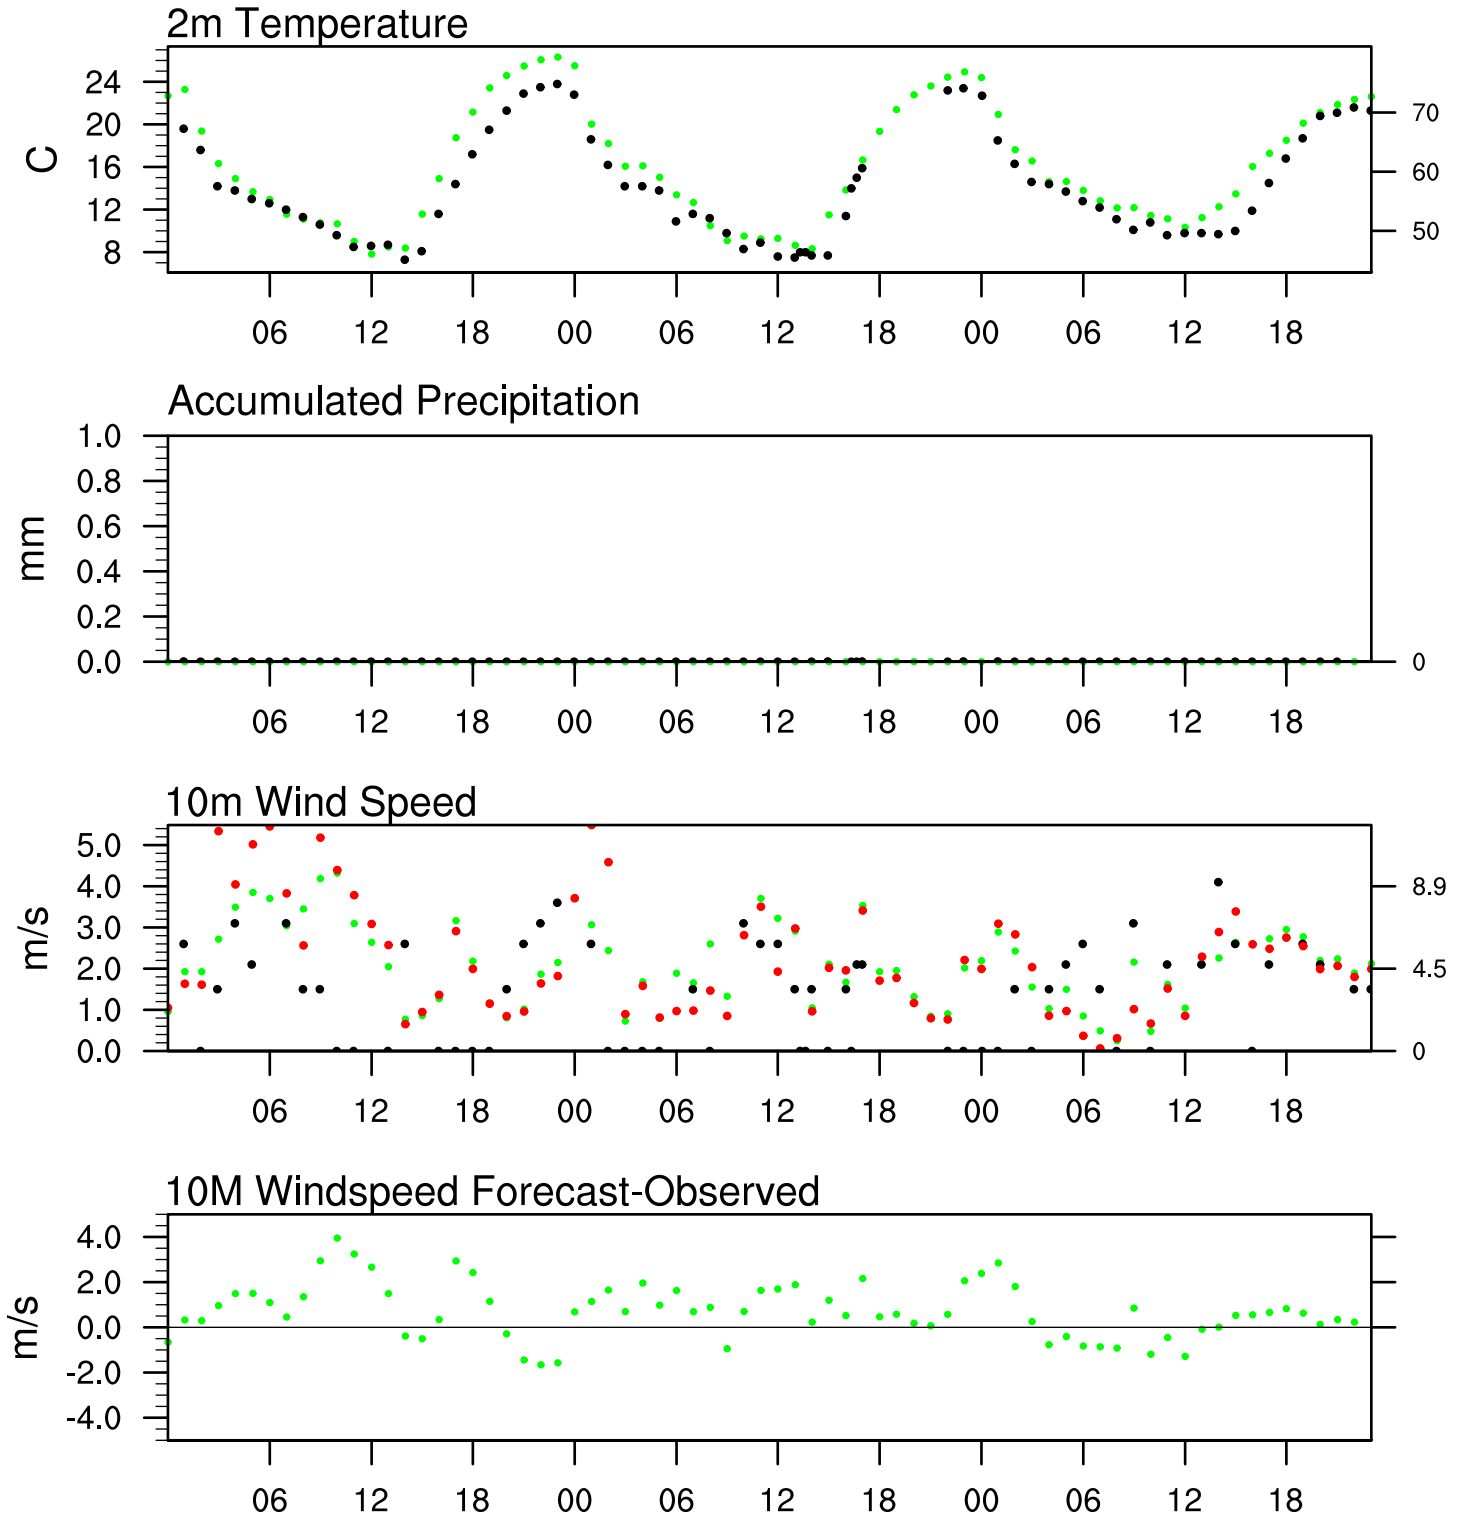 2m Temperature
24
20
16
12
8
C
70
60
50
06 12 18 00 06 12 18 00 06 12 18
Accumulated Precipitation
1.0
0.8
0.6
0.4
0.2
0.0
mm
0
06 12 18 00 06 12 18 00 06 12 18
10m Wind Speed
5.0
4.0
3.0
2.0
1.0
0.0
m/s
8.9
4.5
0
06 12 18 00 06 12 18 00 06 12 18
10M Windspeed Forecast-Observed
4.0
2.0
0.0
-2.0
-4.0
m/s
06 12 18 00 06 12 18 00 06 12 18